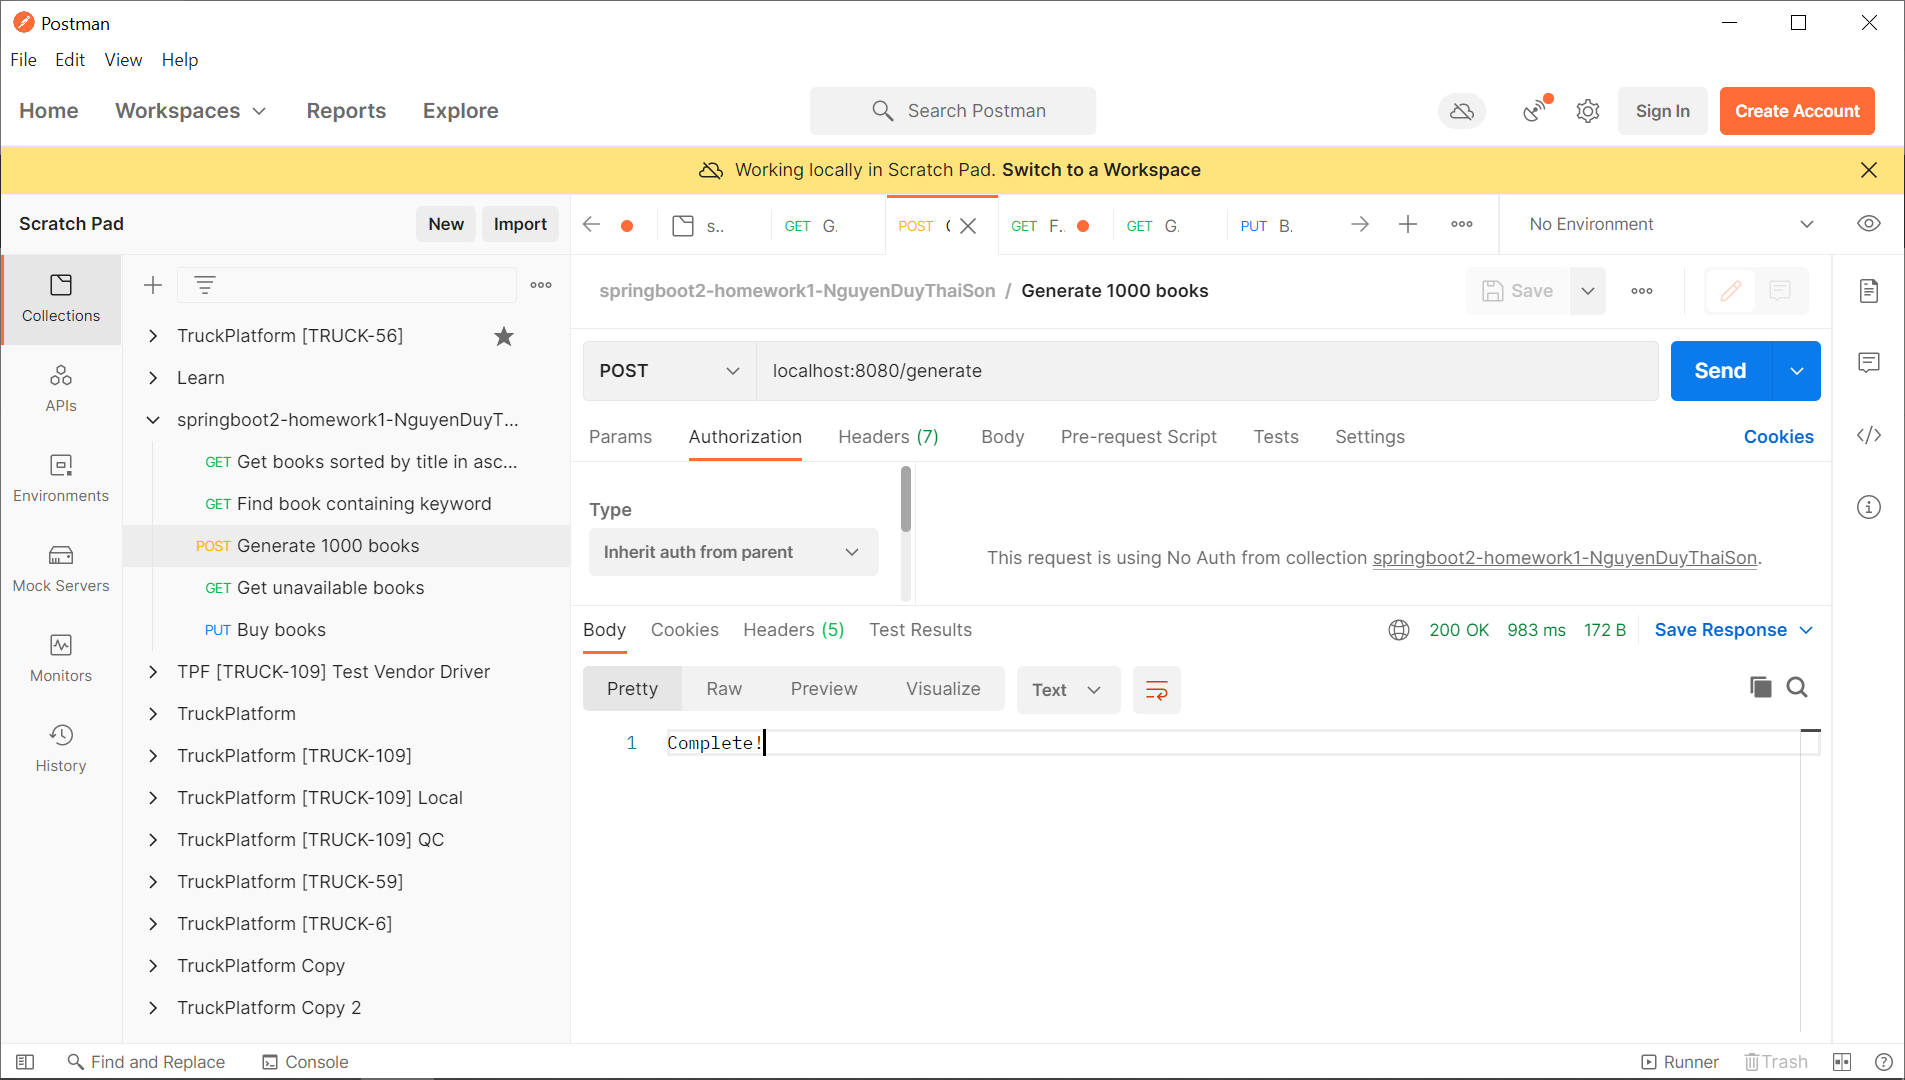 Postman
File Edit View Help
Home Workspaces Reports Explore Search Postman Sign In Create Account
Working locally in Scratch Pad. Switch to a Workspace
Scratch Pad New Import
s.. GET G. POST GET F.. GET G. PUT B. No Environment
Collections
APIs
Environments
Mock Servers
Monitors
History
TruckPlatform [TRUCK-56]
Learn
springboot2-homework1-NguyenDuyT...
GET Get books sorted by title in asc...
GET Find book containing keyword
POST Generate 1000 books
GET Get unavailable books
PUT Buy books
TPF [TRUCK-109] Test Vendor Driver
TruckPlatform
TruckPlatform [TRUCK-109]
TruckPlatform [TRUCK-109] Local
TruckPlatform [TRUCK-109] QC
TruckPlatform [TRUCK-59]
TruckPlatform [TRUCK-6]
TruckPlatform Copy
TruckPlatform Copy 2
springboot2-homework1-NguyenDuyThaiSon / Generate 1000 books Save
POST localhost:8080/generate Send
Params Authorization Headers (7) Body Pre-request Script Tests Settings Cookies
Type
Inherit auth from parent
This request is using No Auth from collection springboot2-homework1-NguyenDuyThaiSon.
Body Cookies Headers (5) Test Results 200 OK 983 ms 172 B Save Response
Pretty Raw Preview Visualize Text
1 Complete!
Find and Replace Console Runner Trash